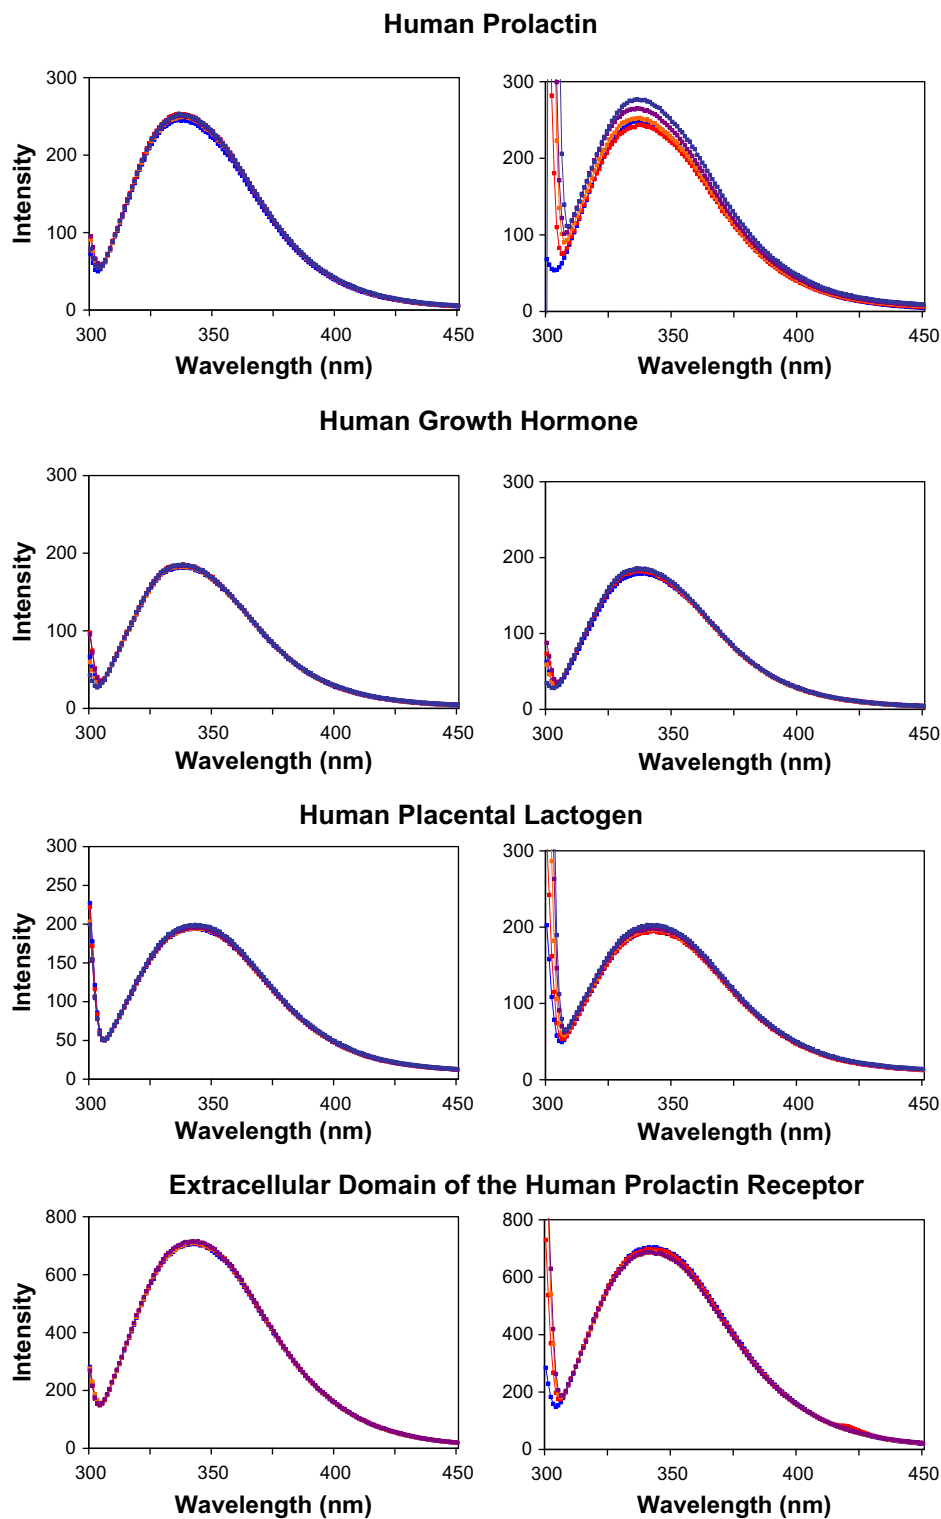 Human Prolactin
300
200
100
0
300 350 400 450
Intensity
Wavelength (nm)
300
200
100
0
300 350 400 450
Wavelength (nm)
Human Growth Hormone
300
200
100
0
300 350 400 450
Intensity
Wavelength (nm)
300
200
100
0
300 350 400 450
Wavelength (nm)
Human Placental Lactogen
300
250
200
150
100
50
0
300 350 400 450
Intensity
Wavelength (nm)
300
200
100
0
300 350 400 450
Wavelength (nm)
Extracellular Domain of the Human Prolactin Receptor
800
600
400
200
0
300 350 400 450
Intensity
Wavelength (nm)
800
600
400
200
0
300 350 400 450
Wavelength (nm)